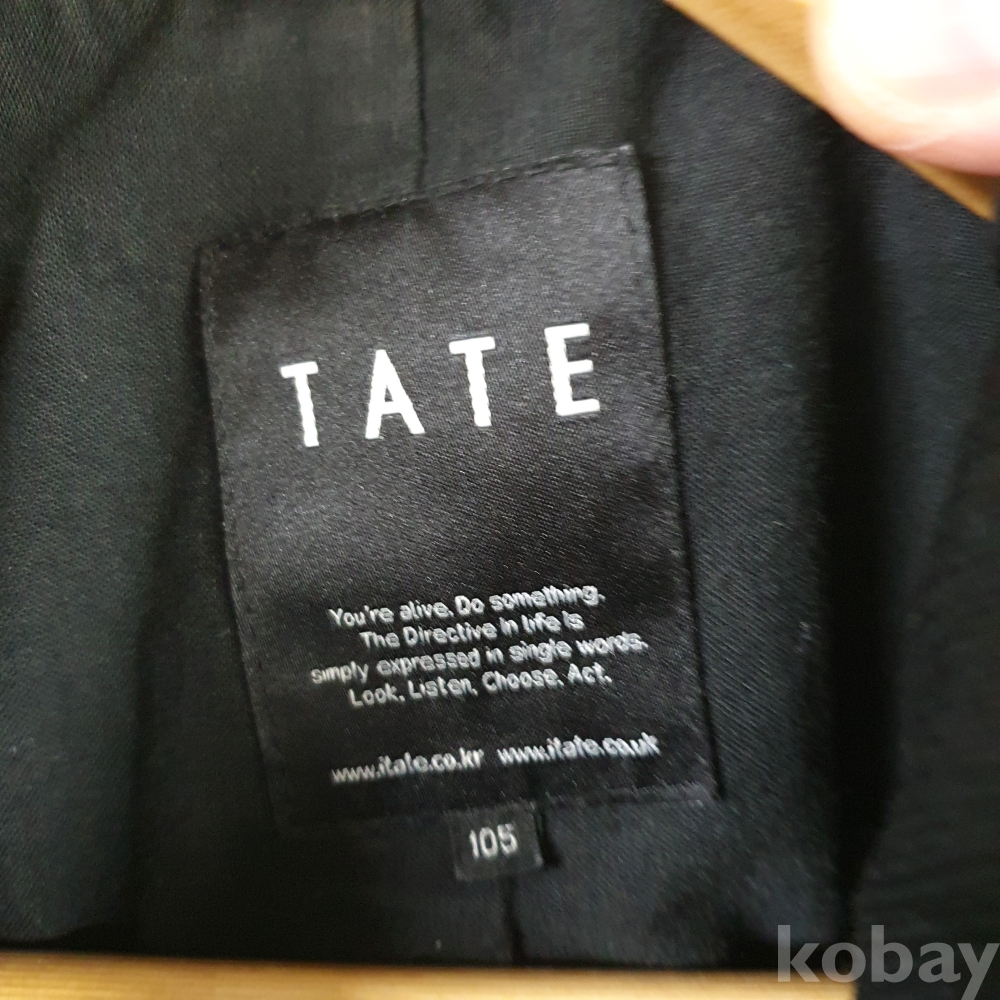 TATE
You're alive. Do something.
The Directive in life is
simply expressed in single words.
Look. Listen. Choose. Act.
www.itate.co.kr www.itate.co.uk
105
kobay